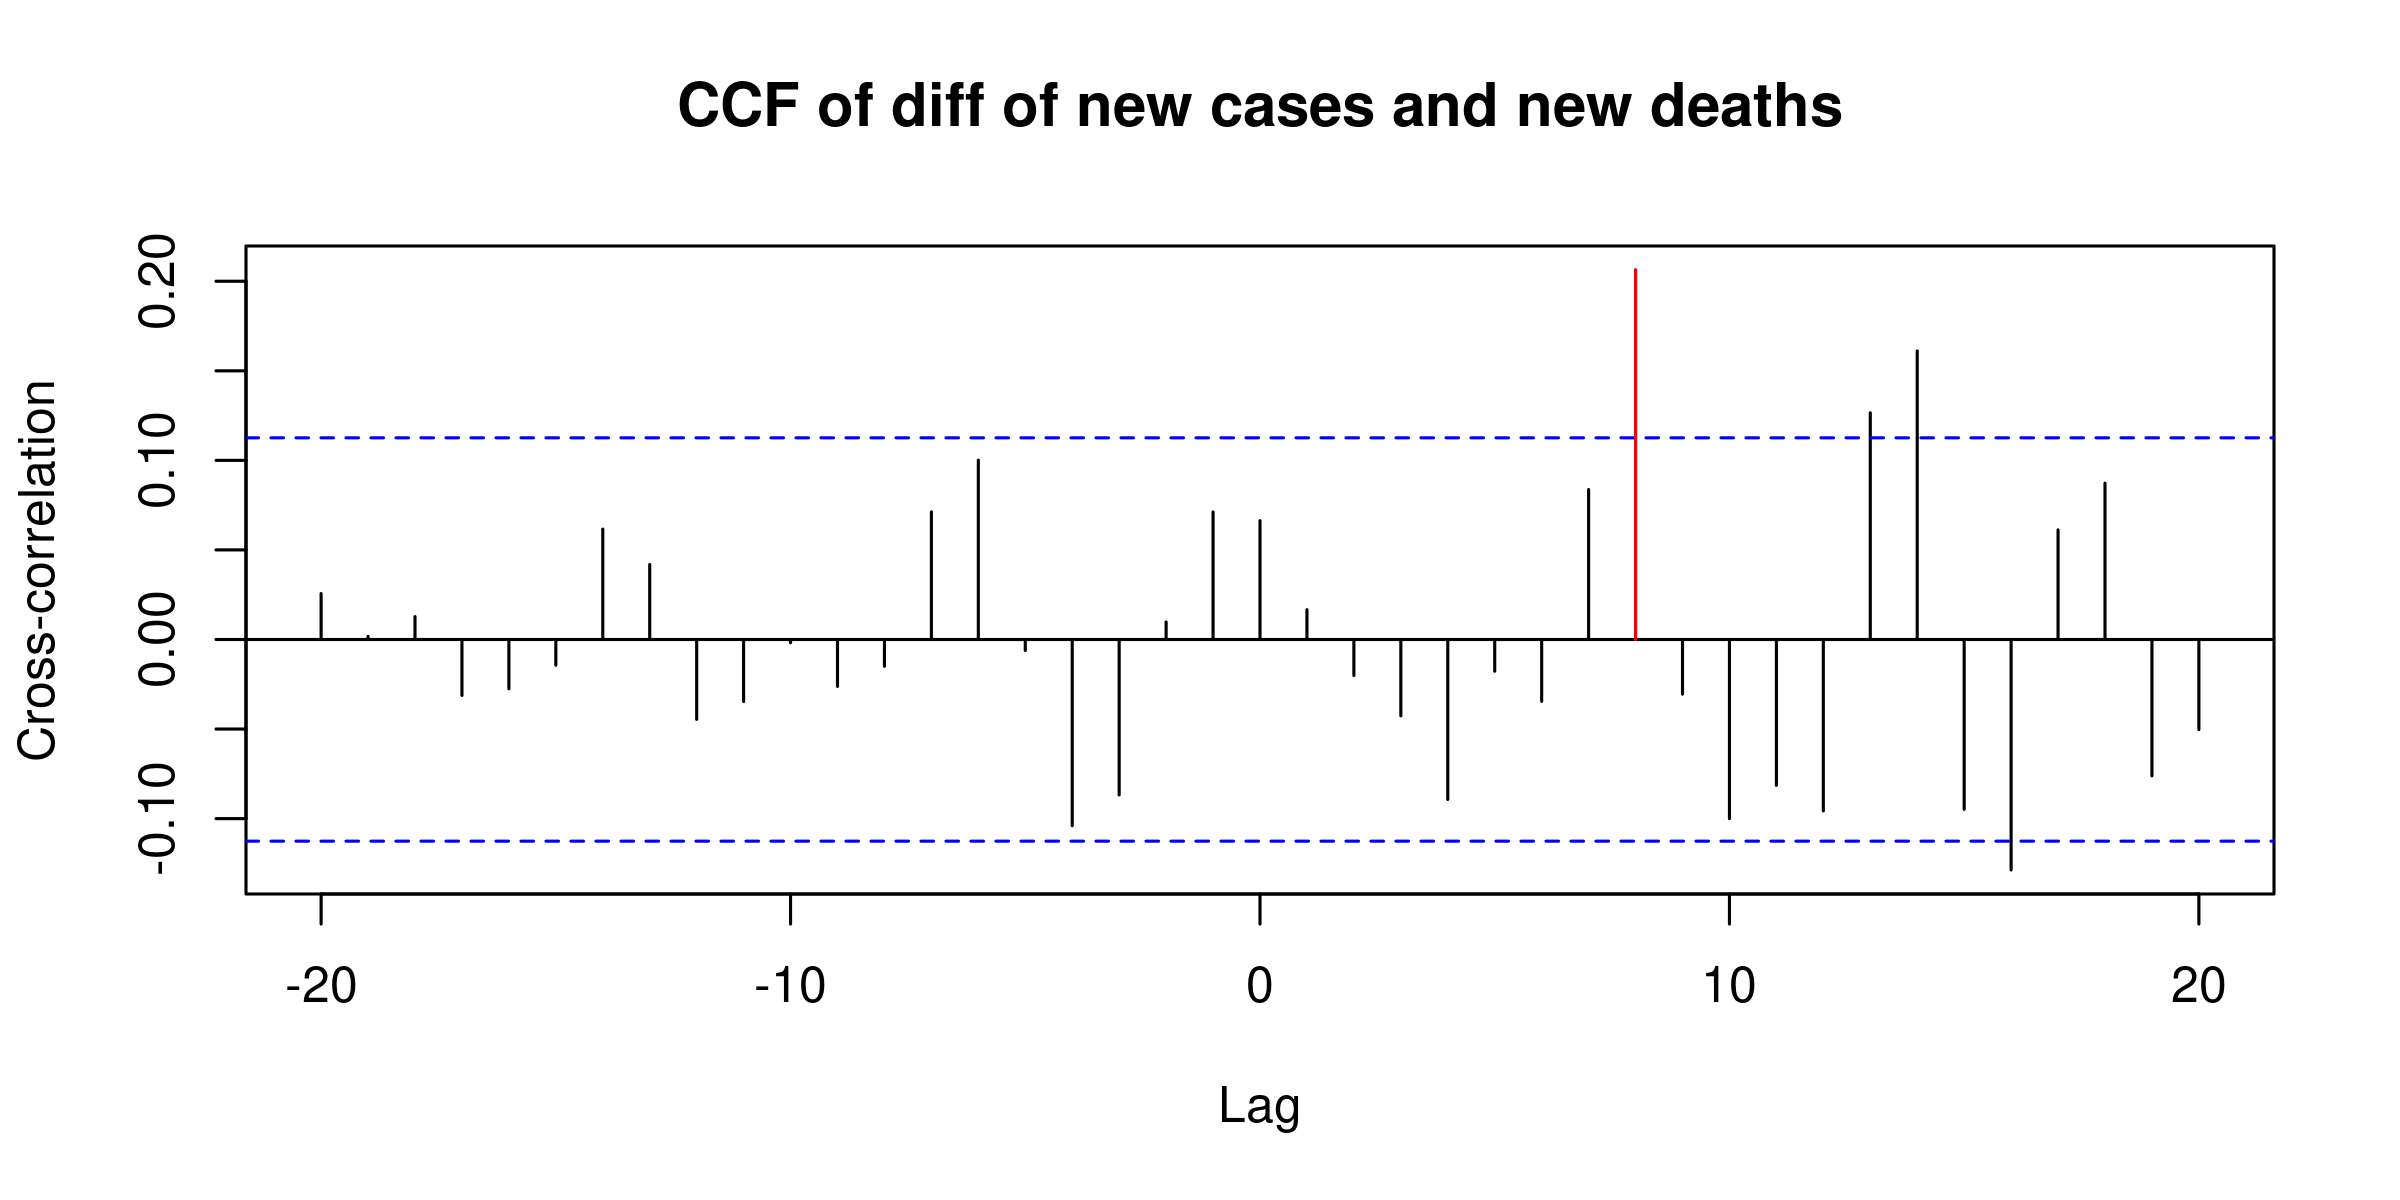 CCF of diff of new cases and new deaths
Cross-correlation
0.20
0.10
0.00
-0.10
-20 -10 0 10 20
Lag